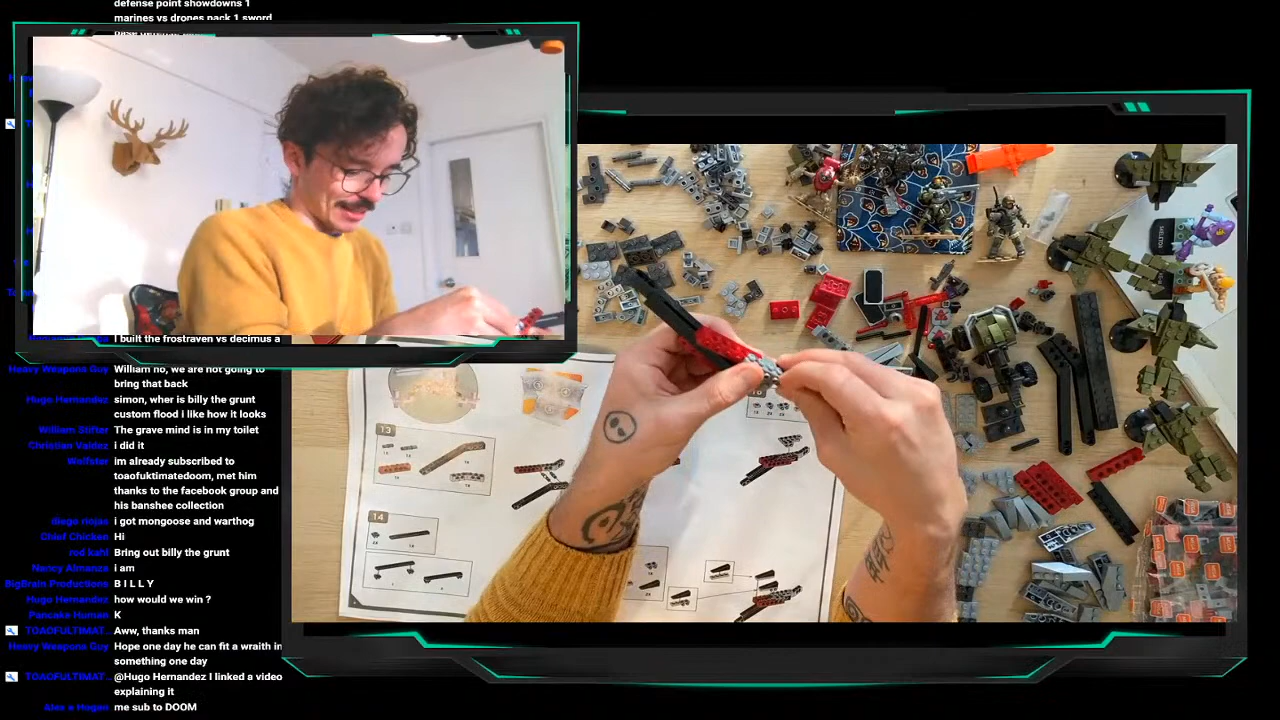 defense point showdowns 1
marines vs drones pack 1 sword
I built the frostraven vs decimus a
Heavy Weapons Guy William no, we are not going to
bring that back
Hugo Hernandez simon, wher is billy the grunt
custom flood i like how it looks
William Stifter The grave mind is in my toilet
Christian Valdez i did it
Wolfster im already subscribed to
toaofuktimatedoom, met him
thanks to the facebook group and
his banshee collection
diego riojas i got mongoose and warthog
Chief Chicken Hi
rod kahl Bring out billy the grunt
Nancy Almanza i am
BigBrain Productions B I L L Y
Hugo Hernandez how would we win ?
Pancake Human K
TOAOFULTIMAT... Aww, thanks man
Heavy Weapons Guy Hope one day he can fit a wraith in
something one day
TOAOFULTIMAT... @Hugo Hernandez I linked a video
explaining it
Alex a Hogan me sub to DOOM
13
14